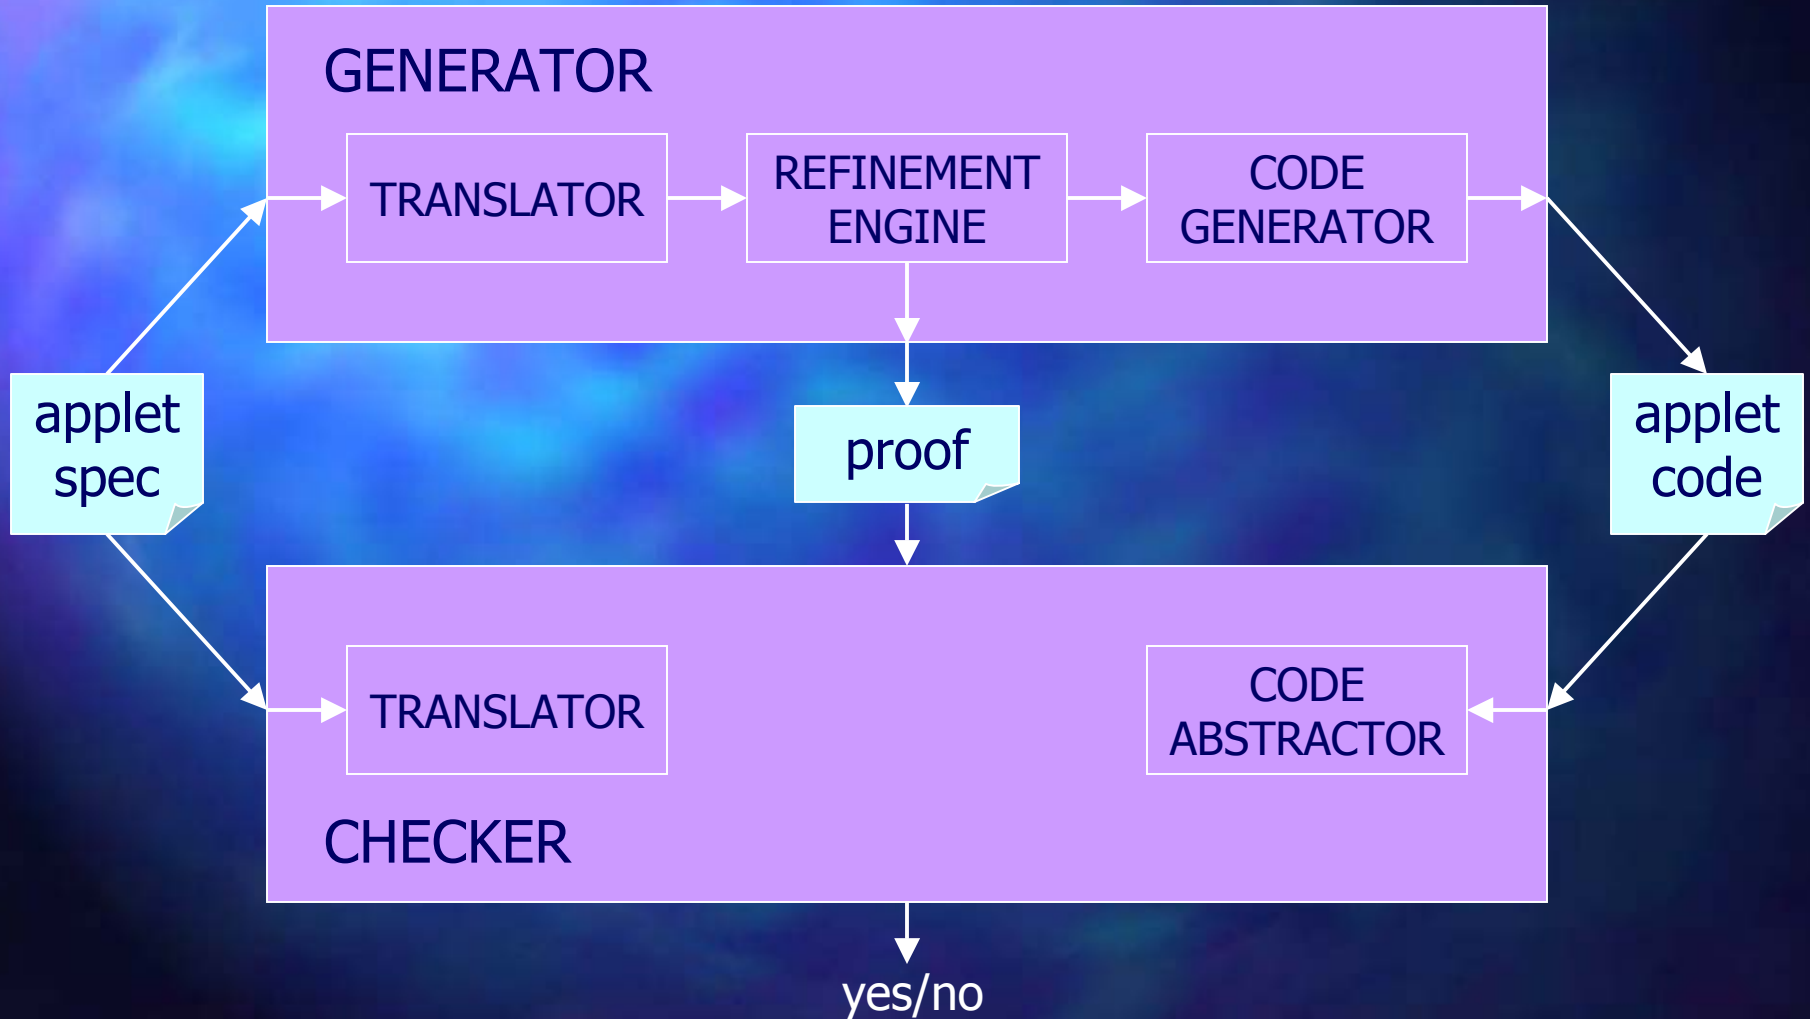 GENERATOR
TRANSLATOR
REFINEMENT
ENGINE
CODE
GENERATOR
applet
spec
proof
applet
code
TRANSLATOR
CODE
ABSTRACTOR
CHECKER
yes/no